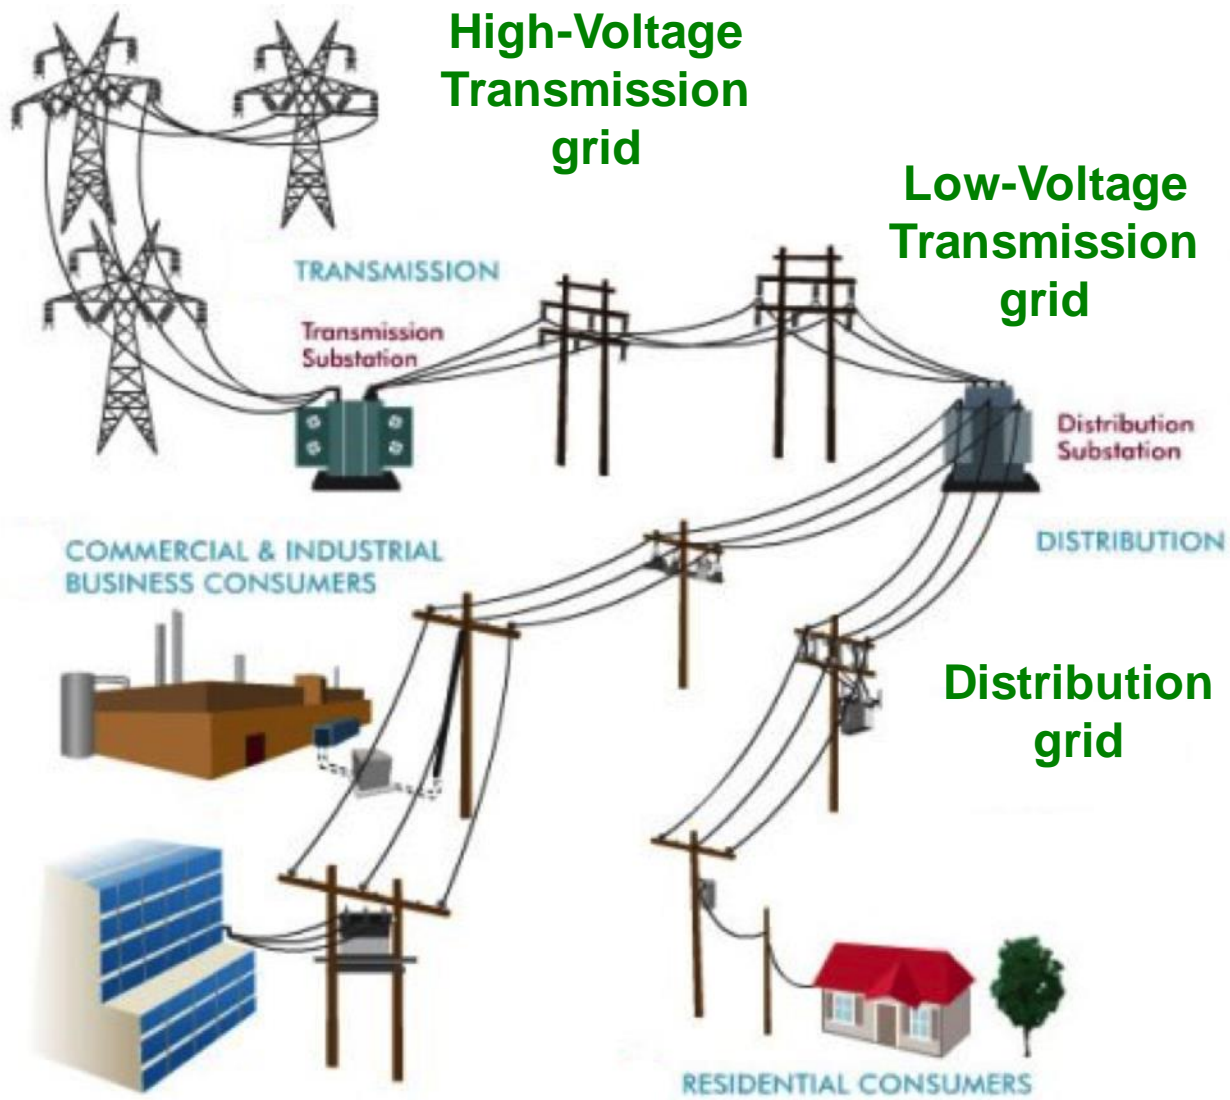 High-Voltage
Transmission
grid
Low-Voltage
Transmission
grid
TRANSMISSION
Transmission
Substation
Distribution
Substation
DISTRIBUTION
COMMERCIAL & INDUSTRIAL
BUSINESS CONSUMERS
Distribution
grid
RESIDENTIAL CONSUMERS